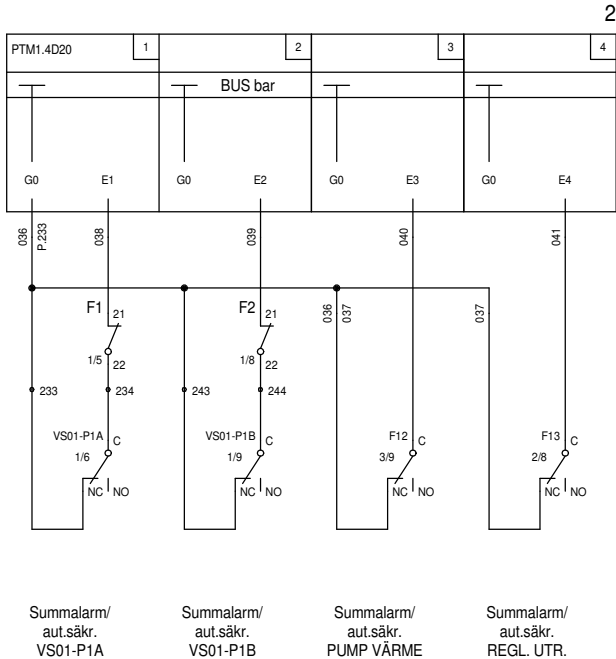 2
PTM1.4D20 1 2 3 4
BUS bar
G0 E1 G0 E2 G0 E3 G0 E4
036 P.233 038 039 040 041
F1 21 F2 21 036 037 037
1/5 22 1/8 22
233 234 243 244
VS01-P1A C VS01-P1B C F12 C F13 C
1/6 1/9 3/9 2/8
NC NO NC NO NC NO NC NO
Summalarm/ Summalarm/ Summalarm/ Summalarm/
aut.säkr. aut.säkr. aut.säkr. aut.säkr.
VS01-P1A VS01-P1B PUMP VÄRME REGL. UTR.